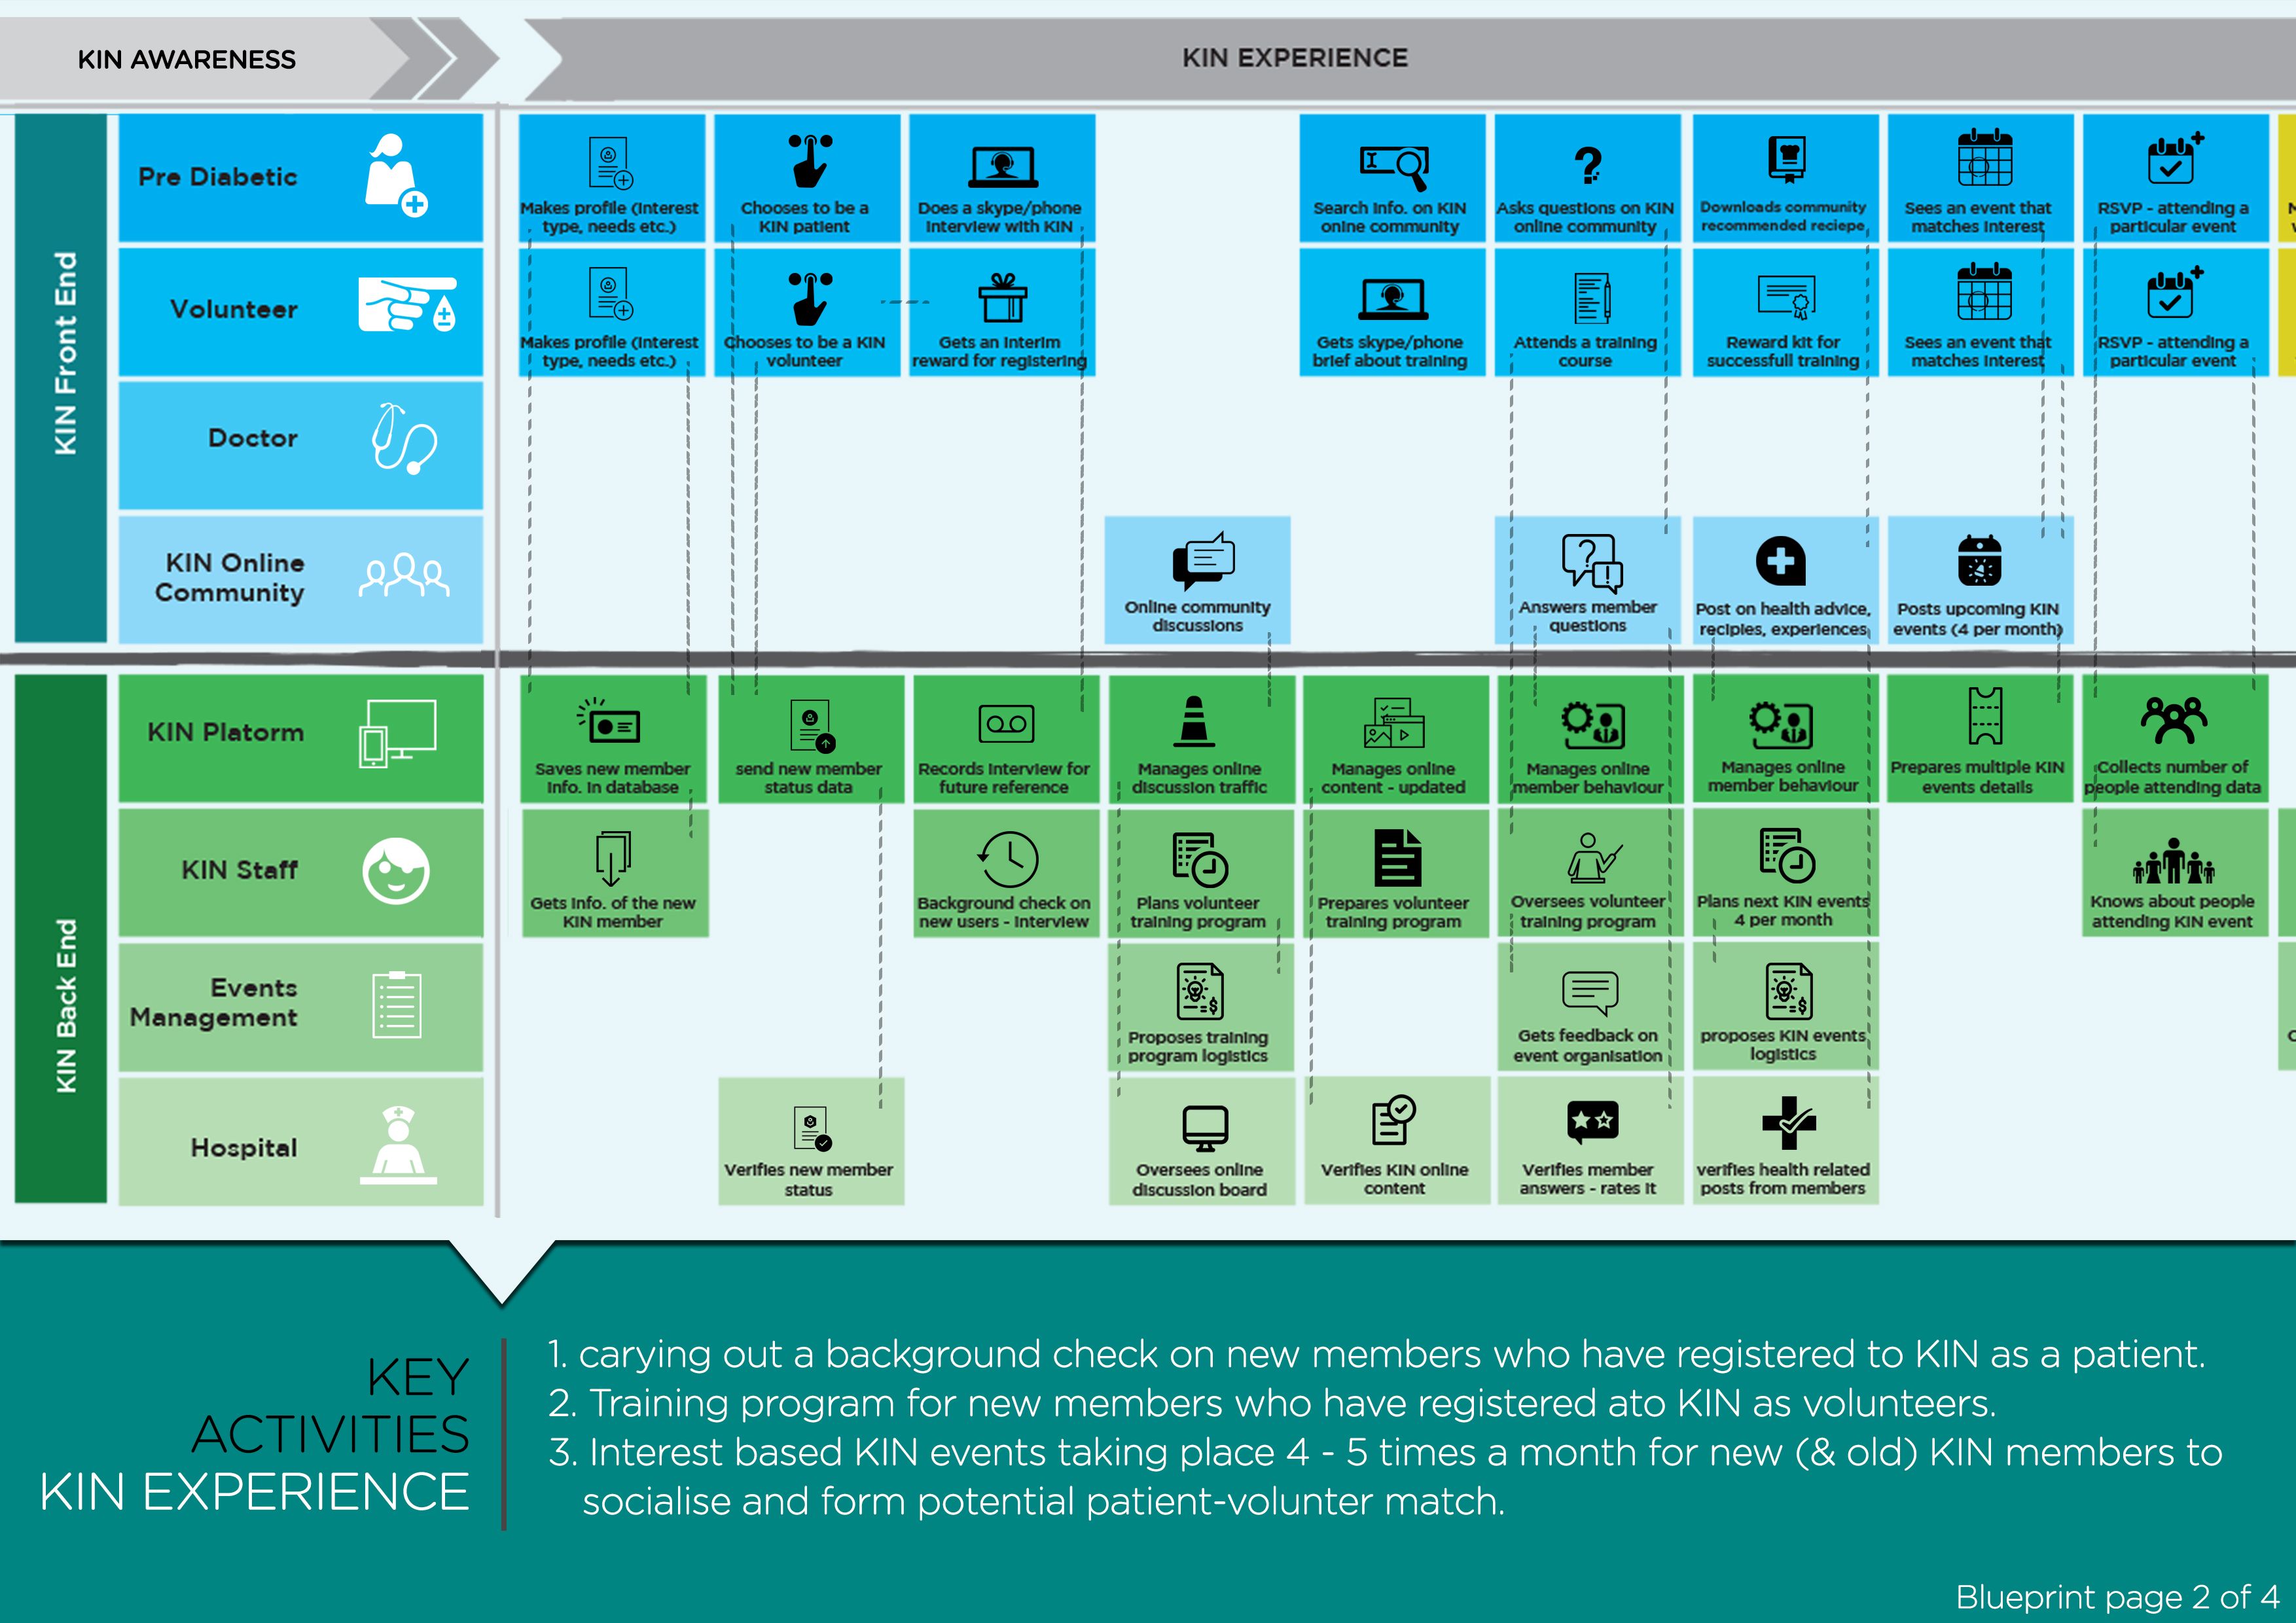 KIN AWARENESS
KIN EXPERIENCE
KIN Front End
Pre Diabetic
Makes profile (Interest
type, needs etc.)
Chooses to be a
KIN patient
Does a skype/phone
Interview with KIN
Search Info. on KIN
online community
Asks questions on KIN
online community
Downloads community
recommended reciepe
Sees an event that
matches Interest
RSVP - attending a
particular event
Volunteer
Makes profile (Interest
type, needs etc.)
Chooses to be a KIN
volunteer
Gets an Interim
reward for registering
Gets skype/phone
brief about training
Attends a training
course
Reward kit for
successfull training
Sees an event that
matches Interest
RSVP - attending a
particular event
Doctor
KIN Online
Community
Online community
discussions
Answers member
questions
Post on health advice,
recipies, experiences
Posts upcoming KIN
events (4 per month)
KIN Back End
KIN Platorm
Saves new member
Info. In database
send new member
status data
Records Interview for
future reference
Manages online
discussion traffic
Manages online
content - updated
Manages online
member behaviour
Manages online
member behaviour
Prepares multiple KIN
events details
Collects number of
people attending data
KIN Staff
Gets Info. of the new
KIN member
Background check on
new users - Interview
Plans volunteer
training program
Prepares volunteer
training program
Oversees volunteer
training program
Plans next KIN events
4 per month
Knows about people
attending KIN event
Events
Management
Proposes training
program logistics
Gets feedback on
event organisation
proposes KIN events
logistics
Hospital
Verifies new member
status
Oversees online
discussion board
Verifies KIN online
content
Verifies member
answers - rates It
verifies health related
posts from members
KEY
ACTIVITIES
KIN EXPERIENCE
1. carying out a background check on new members who have registered to KIN as a patient.
2. Training program for new members who have registered ato KIN as volunteers.
3. Interest based KIN events taking place 4 - 5 times a month for new (& old) KIN members to
socialise and form potential patient-volunter match.
Blueprint page 2 of 4